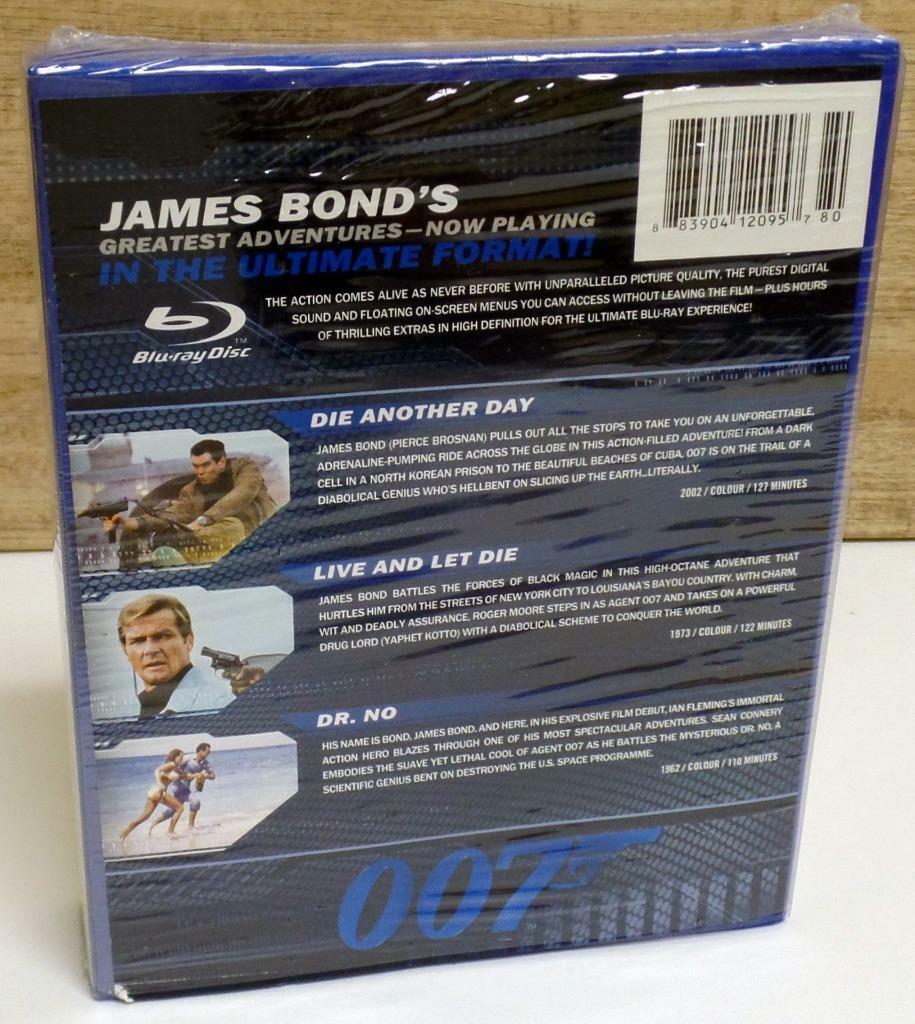 8 83904 12095 7 80
JAMES BOND'S
GREATEST ADVENTURES—NOW PLAYING
IN THE ULTIMATE FORMAT!
Blu-ray Disc TM
THE ACTION COMES ALIVE AS NEVER BEFORE WITH UNPARALLELED PICTURE QUALITY, THE PUREST DIGITAL
SOUND AND FLOATING ON-SCREEN MENUS YOU CAN ACCESS WITHOUT LEAVING THE FILM—PLUS HOURS
OF THRILLING EXTRAS IN HIGH DEFINITION FOR THE ULTIMATE BLU-RAY EXPERIENCE!
DIE ANOTHER DAY
JAMES BOND (PIERCE BROSNAN) PULLS OUT ALL THE STOPS TO TAKE YOU ON AN UNFORGETTABLE,
ADRENALINE-PUMPING RIDE ACROSS THE GLOBE IN THIS ACTION-FILLED ADVENTURE! FROM A DARK
CELL IN A NORTH KOREAN PRISON TO THE BEAUTIFUL BEACHES OF CUBA, 007 IS ON THE TRAIL OF A
DIABOLICAL GENIUS WHO'S HELLBENT ON SLICING UP THE EARTH...LITERALLY.
2002 / COLOUR / 127 MINUTES
LIVE AND LET DIE
JAMES BOND BATTLES THE FORCES OF BLACK MAGIC IN THIS HIGH-OCTANE ADVENTURE THAT
HURTLES HIM FROM THE STREETS OF NEW YORK CITY TO LOUISIANA'S BAYOU COUNTRY. WITH CHARM,
WIT AND DEADLY ASSURANCE, ROGER MOORE STEPS IN AS AGENT 007 AND TAKES ON A POWERFUL
DRUG LORD (YAPHET KOTTO) WITH A DIABOLICAL SCHEME TO CONQUER THE WORLD.
1973 / COLOUR / 122 MINUTES
DR. NO
HIS NAME IS BOND, JAMES BOND. AND HERE, IN HIS EXPLOSIVE FILM DEBUT, IAN FLEMING'S IMMORTAL
ACTION HERO BLAZES THROUGH ONE OF HIS MOST SPECTACULAR ADVENTURES. SEAN CONNERY
EMBODIES THE SUAVE YET LETHAL COOL OF AGENT 007 AS HE BATTLES THE MYSTERIOUS DR. NO, A
SCIENTIFIC GENIUS BENT ON DESTROYING THE U.S. SPACE PROGRAMME.
1962 / COLOUR / 110 MINUTES
007
TM